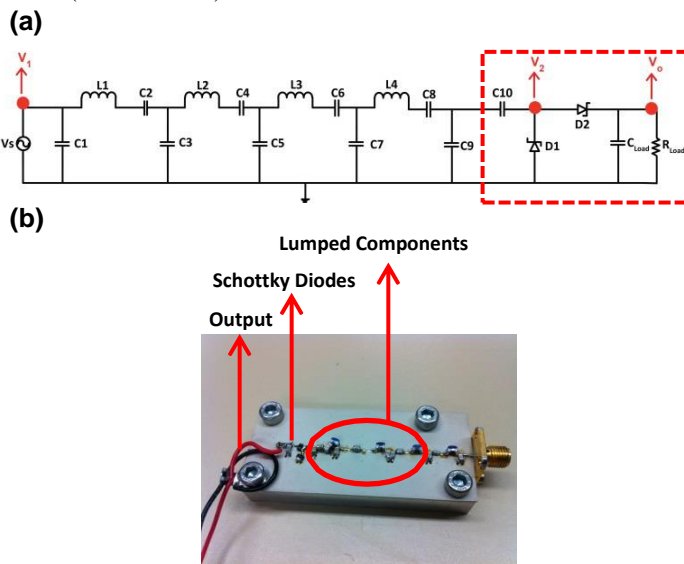 (a)
V1
V2
Vo
L1
C2
L2
C4
L3
C6
L4
C8
C10
D2
Vs
C1
C3
C5
C7
C9
D1
CLoad
RLoad
(b)
Lumped Components
Schottky Diodes
Output